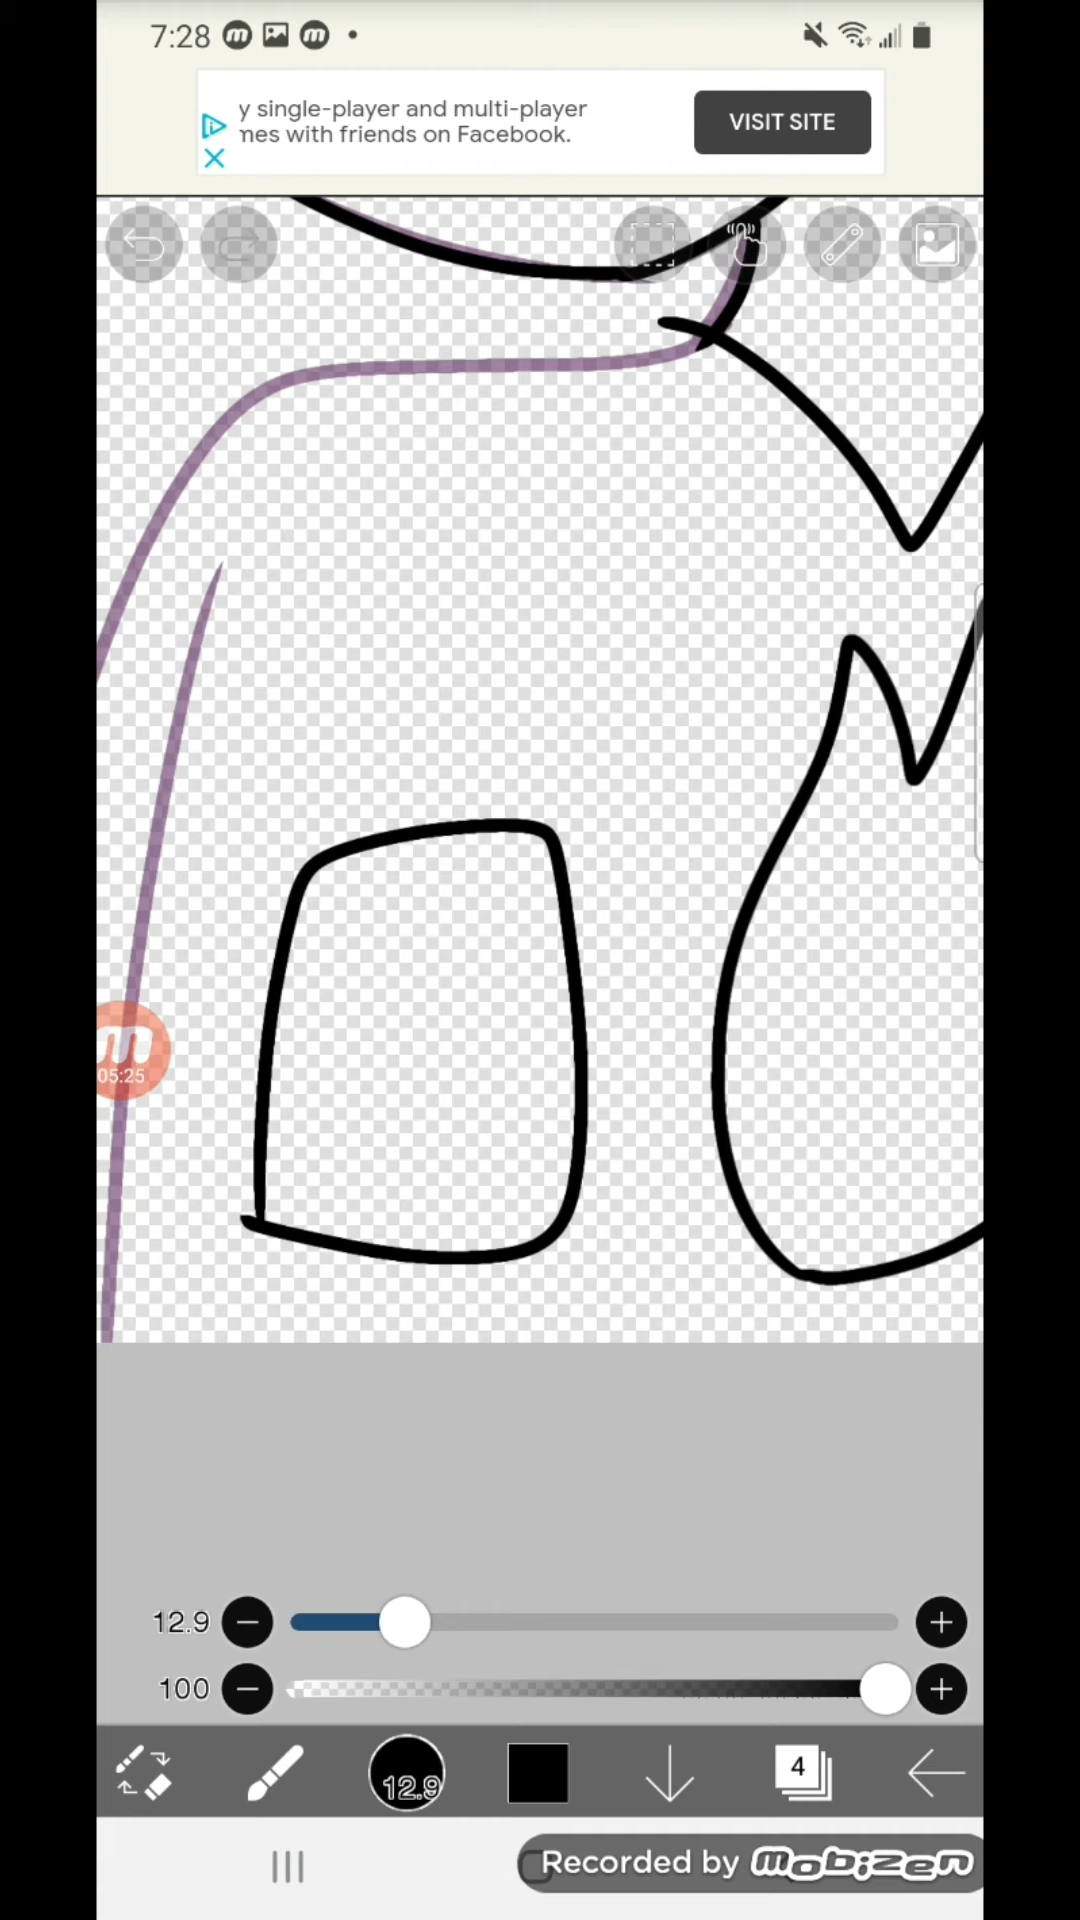 7:28
y single-player and multi-player
nes with friends on Facebook.
VISIT SITE
05:25
12.9
100
12.9
4
Recorded by Mobizen